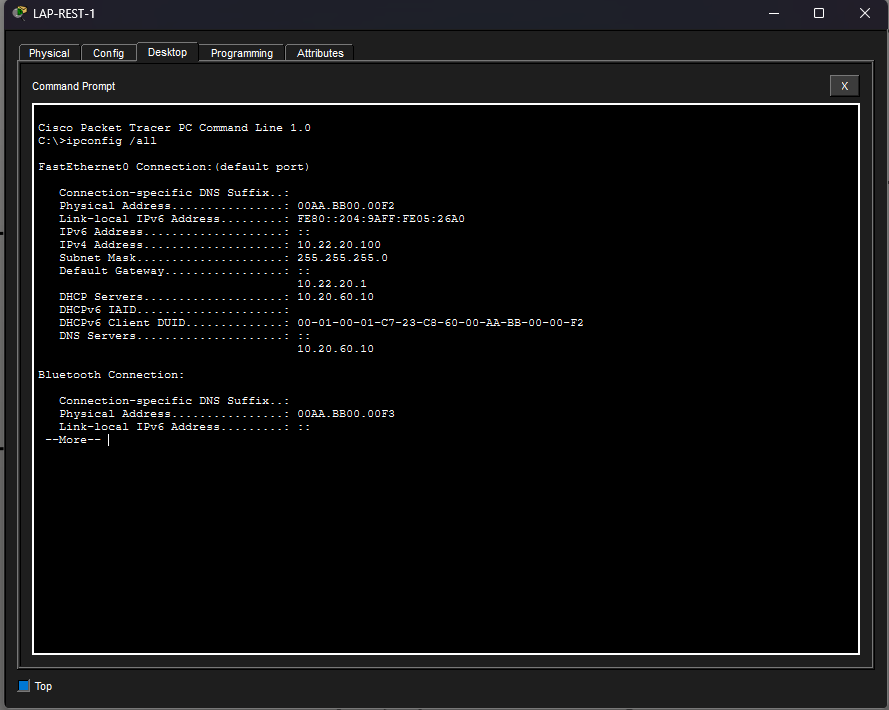 LAP-REST-1
Physical Config Desktop Programming Attributes
Command Prompt X
Cisco Packet Tracer PC Command Line 1.0
C:\>ipconfig /all
FastEthernet0 Connection:(default port)
Connection-specific DNS Suffix..:
Physical Address................: 00AA.BB00.00F2
Link-local IPv6 Address.........: FE80::204:9AFF:FE05:26A0
IPv6 Address....................: ::
IPv4 Address....................: 10.22.20.100
Subnet Mask.....................: 255.255.255.0
Default Gateway.................: ::
10.22.20.1
DHCP Servers....................: 10.20.60.10
DHCPv6 IAID.....................:
DHCPv6 Client DUID..............: 00-01-00-01-C7-23-C8-60-00-AA-BB-00-00-F2
DNS Servers.....................: ::
10.20.60.10
Bluetooth Connection:
Connection-specific DNS Suffix..:
Physical Address................: 00AA.BB00.00F3
Link-local IPv6 Address.........: ::
--More--
Top